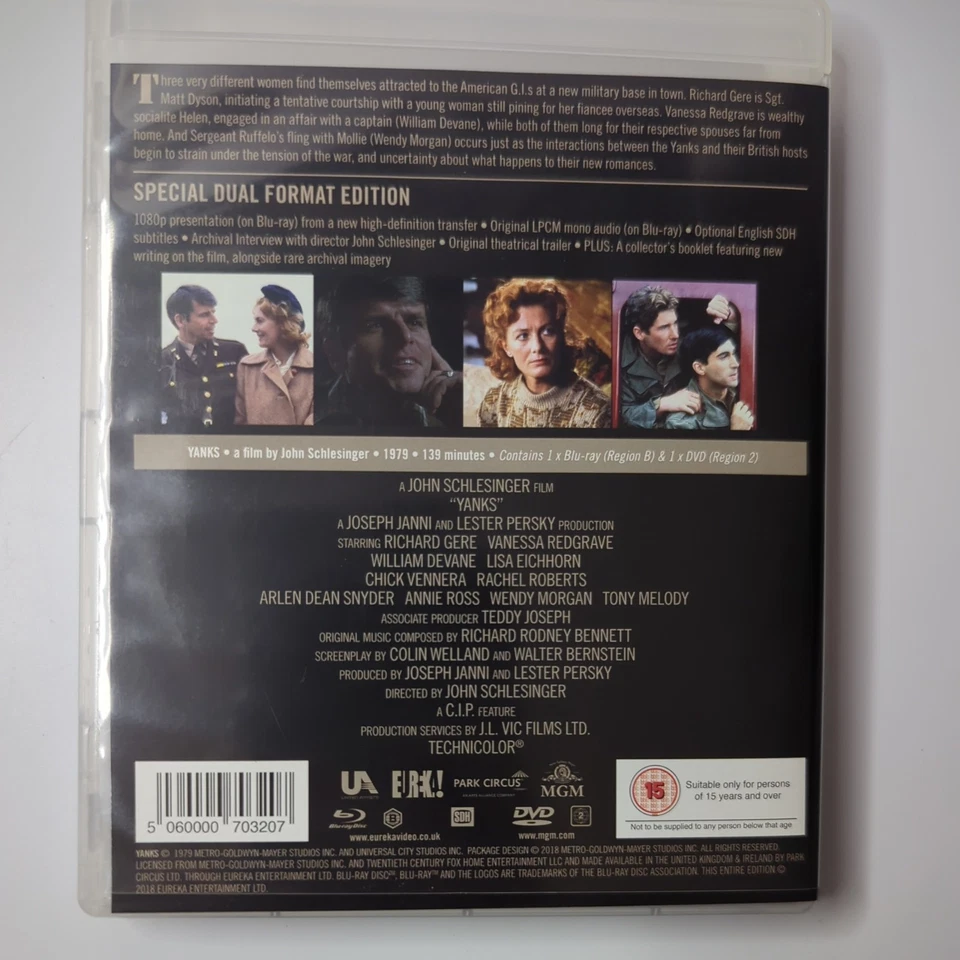 Three very different women find themselves attracted to the American G.I.s at a new military base in town. Richard Gere is Sgt.
Matt Dyson, initiating a tentative courtship with a young woman still pining for her fiancee overseas. Vanessa Redgrave is wealthy
socialite Helen, engaged in an affair with a captain (William Devane), while both of them long for their respective spouses far from
home. And Sergeant Ruffelo's fling with Mollie (Wendy Morgan) occurs just as the interactions between the Yanks and their British hosts
begin to strain under the tension of the war, and uncertainty about what happens to their new romances.
SPECIAL DUAL FORMAT EDITION
1080p presentation (on Blu-ray) from a new high-definition transfer • Original LPCM mono audio (on Blu-ray) • Optional English SDH
subtitles • Archival Interview with director John Schlesinger • Original theatrical trailer • PLUS: A collector's booklet featuring new
writing on the film, alongside rare archival imagery
YANKS • a film by John Schlesinger • 1979 • 139 minutes • Contains 1 x Blu-ray (Region B) & 1 x DVD (Region 2)
A JOHN SCHLESINGER FILM
“YANKS”
A JOSEPH JANNI AND LESTER PERSKY PRODUCTION
STARRING RICHARD GERE VANESSA REDGRAVE
WILLIAM DEVANE LISA EICHHORN
CHICK VENNERA RACHEL ROBERTS
ARLEN DEAN SNYDER ANNIE ROSS WENDY MORGAN TONY MELODY
ASSOCIATE PRODUCER TEDDY JOSEPH
ORIGINAL MUSIC COMPOSED BY RICHARD RODNEY BENNETT
SCREENPLAY BY COLIN WELLAND AND WALTER BERNSTEIN
PRODUCED BY JOSEPH JANNI AND LESTER PERSKY
DIRECTED BY JOHN SCHLESINGER
A C.I.P. FEATURE
PRODUCTION SERVICES BY J.L. VIC FILMS LTD.
TECHNICOLOR®
5 060000 703207
UA EUREKA! PARK CIRCUS MGM
Blu-ray Disc B SDH DVD 2
www.eurekavideo.co.uk www.mgm.com
15
Suitable only for persons
of 15 years and over
Not to be supplied to any person below that age
YANKS © 1979 METRO-GOLDWYN-MAYER STUDIOS INC. AND UNIVERSAL CITY STUDIOS INC. PACKAGE DESIGN © 2018 METRO-GOLDWYN-MAYER STUDIOS INC. ALL RIGHTS RESERVED.
LICENSED FROM METRO-GOLDWYN-MAYER STUDIOS INC. AND TWENTIETH CENTURY FOX HOME ENTERTAINMENT LLC AND MADE AVAILABLE IN THE UNITED KINGDOM & IRELAND BY PARK
CIRCUS LTD. THROUGH EUREKA ENTERTAINMENT LTD. BLU-RAY DISC™, BLU-RAY™ AND THE LOGOS ARE TRADEMARKS OF THE BLU-RAY DISC ASSOCIATION. THIS ENTIRE EDITION ©
2018 EUREKA ENTERTAINMENT LTD.